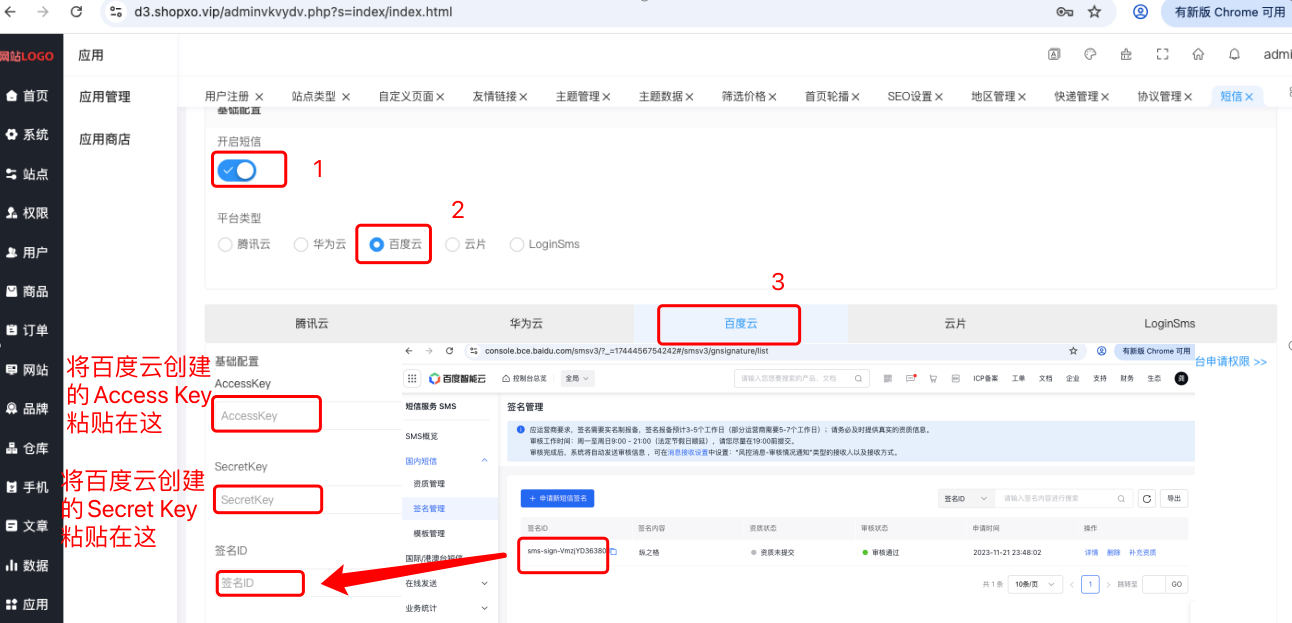 d3.shopxo.vip/adminvkvydv.php?s=index/index.html
有新版 Chrome 可用
网站LOGO
应用
admi
首页
应用管理
用户注册 ×
站点类型 ×
自定义页面 ×
友情链接 ×
主题管理 ×
主题数据 ×
筛选价格 ×
首页轮播 ×
SEO设置 ×
地区管理 ×
快递管理 ×
协议管理 ×
短信 ×
基础配置
系统
应用商店
开启短信
1
站点
权限
平台类型
2
腾讯云
华为云
百度云
云片
LoginSms
用户
商品
3
订单
腾讯云
华为云
百度云
云片
LoginSms
网站
品牌
仓库
手机
文章
数据
应用
将百度云创建
的Access Key
粘贴在这
基础配置
AccessKey
AccessKey
将百度云创建
的Secret Key
粘贴在这
SecretKey
SecretKey
签名ID
签名ID
console.bce.baidu.com/smsv3/?_=1744456754242#/smsv3/gnsignature/list
有新版 Chrome 可用
台申请权限 >>
百度智能云
控制台总览
全局
请输入您想要搜索的产品、文档
ICP备案
工单
文档
企业
支持
财务
生态
短信服务 SMS
SMS概览
国内短信
资质管理
签名管理
模板管理
国际/港澳台短信
在线发送
业务统计
签名管理
应运营商要求，签名需要实名制报备，签名报备预计3-5个工作日（部分运营商需要5-7个工作日）；请务必及时提供真实的资质信息。
审核工作时间：周一至周日9:00 - 21:00（法定节假日顺延），请您尽量在19:00前提交。
审核完成后，系统将自动发送审核信息，可在消息接收设置中设置："风控消息-审核情况通知"类型的接收人以及接收方式。
+ 申请新短信签名
签名ID
请输入签名内容进行搜索
导出
签名ID
签名内容
资质状态
审核状态
申请时间
操作
sms-sign-VmzjYD36380
纵之格
资质未提交
审核通过
2023-11-21 23:48:02
详情
删除
补充资质
共 1 条
10条/页
1
跳转至
GO